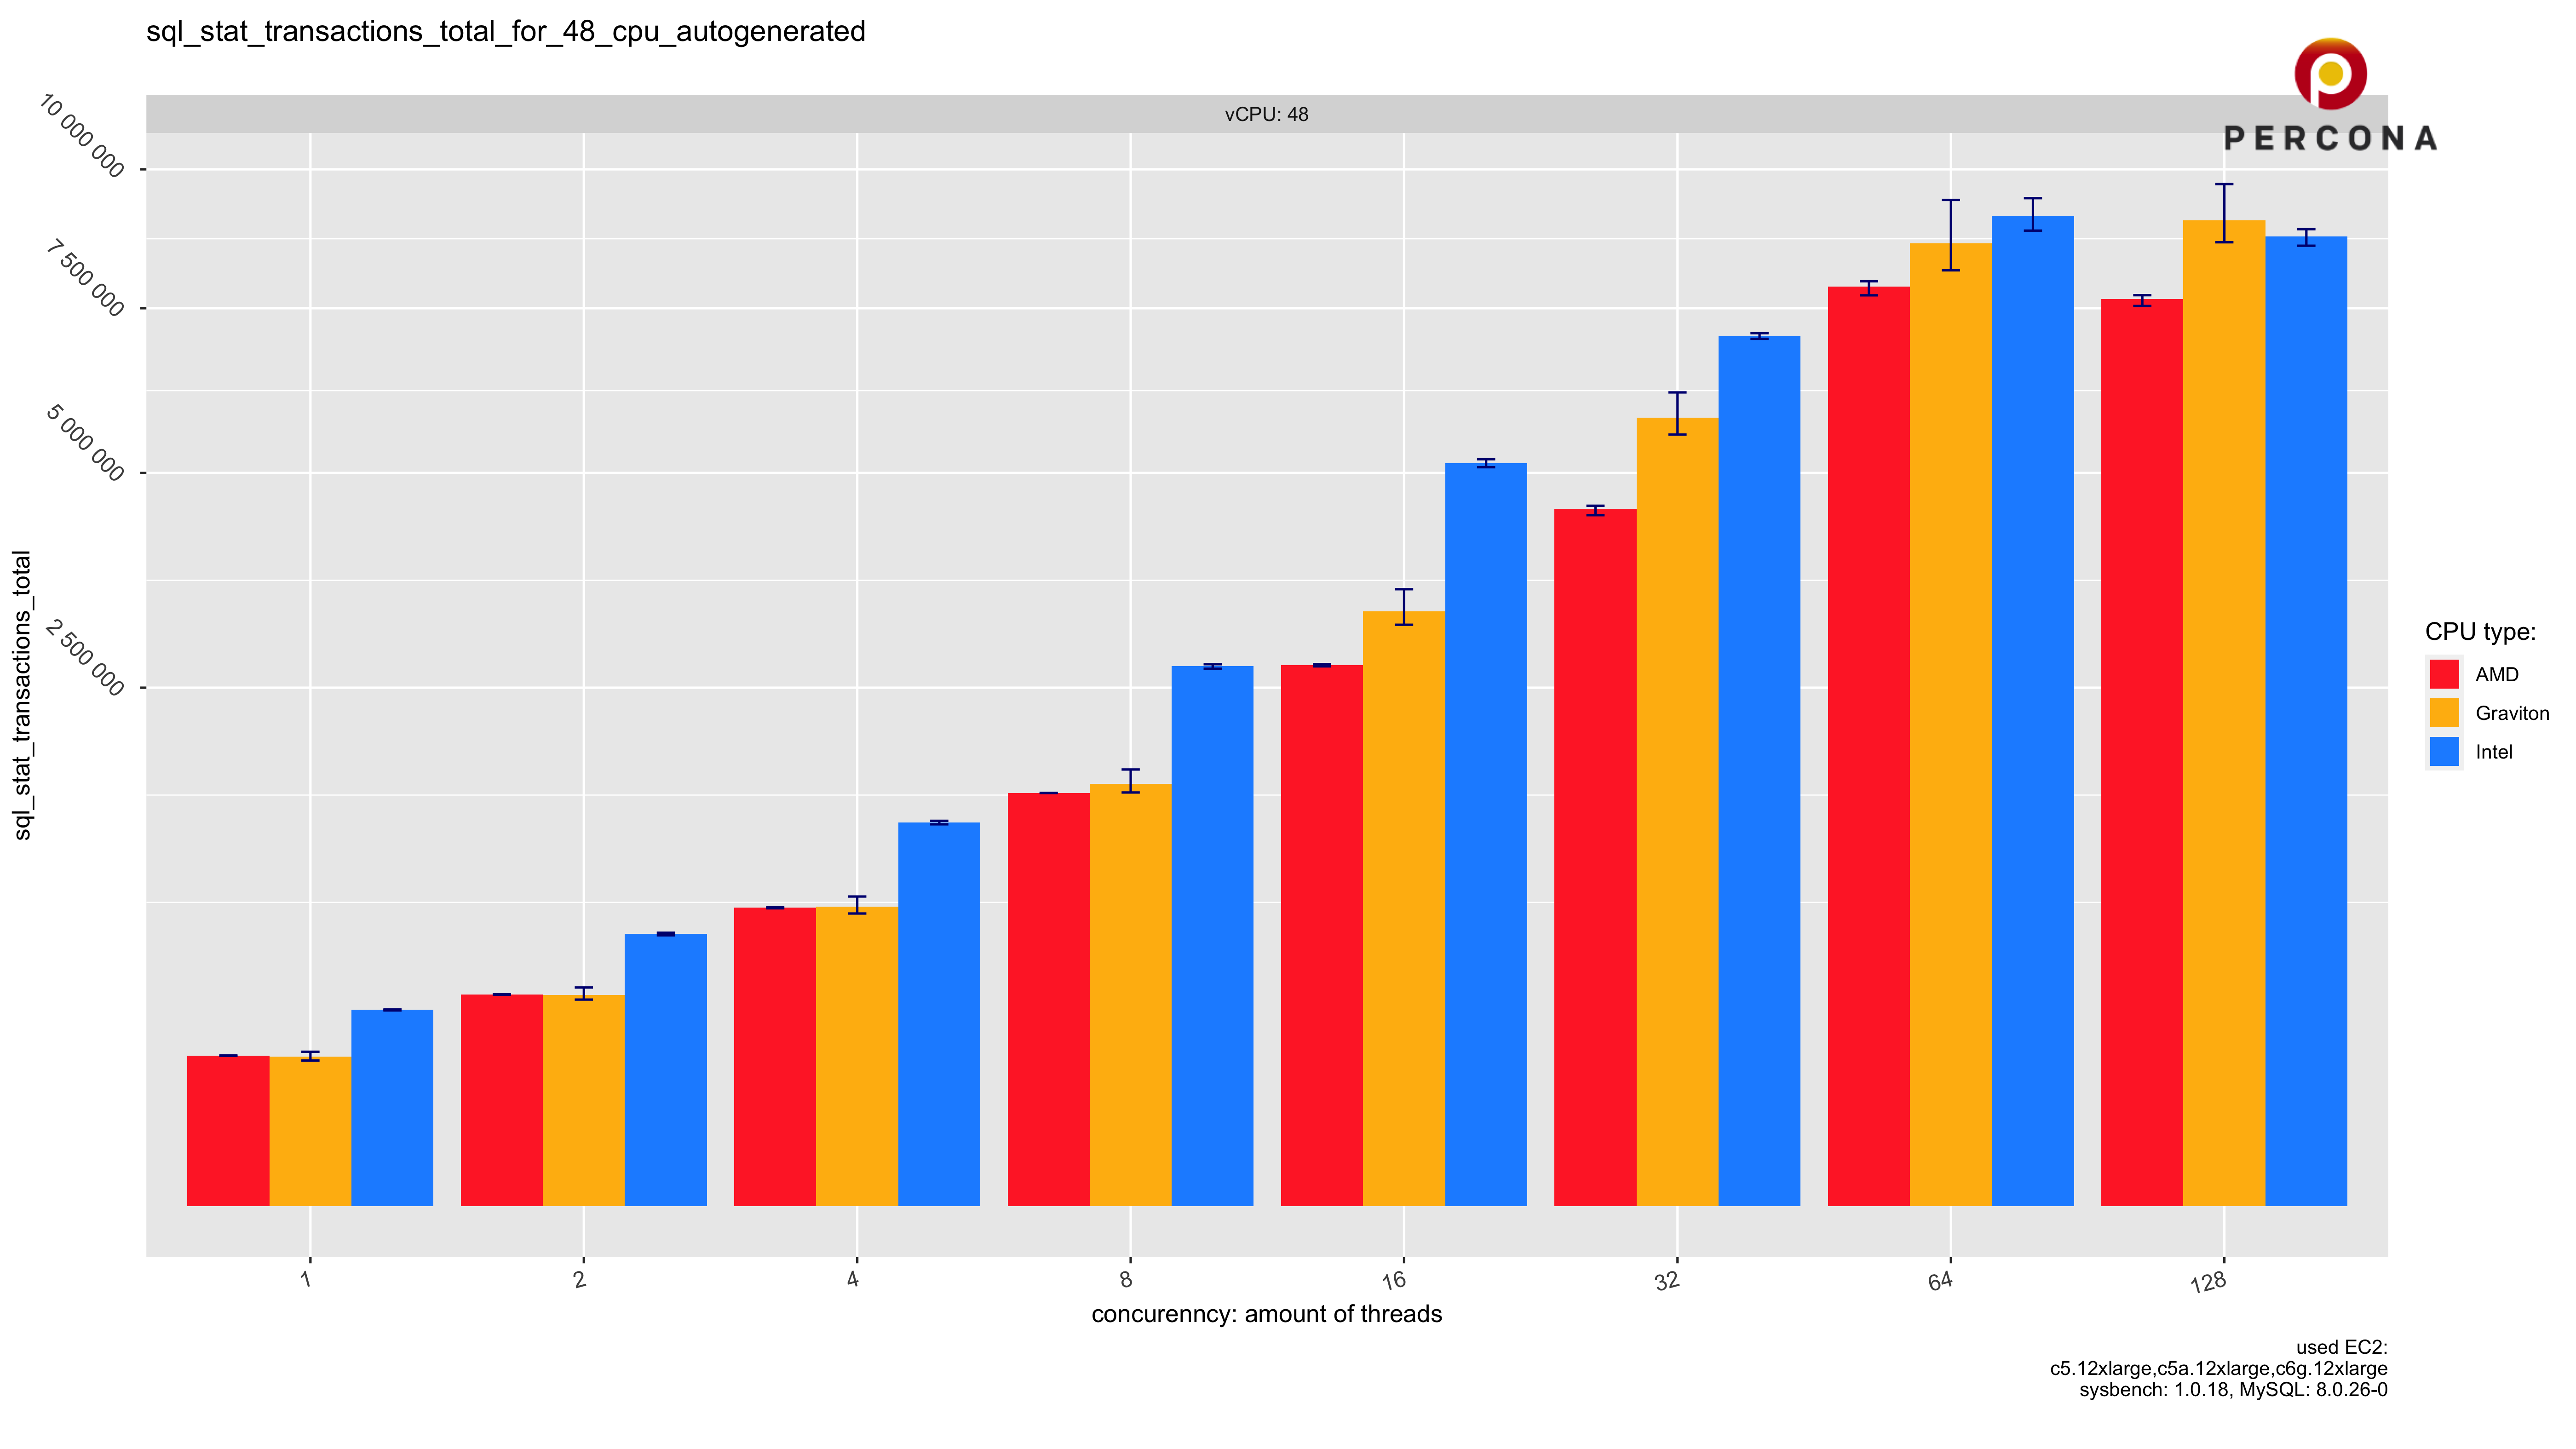 sql_stat_transactions_total_for_48_cpu_autogenerated
PERCONA
vCPU: 48
10 000 000
7 500 000
5 000 000
2 500 000
sql_stat_transactions_total
CPU type:
AMD
Graviton
Intel
1 2 4 8 16 32 64 128
concurenncy: amount of threads
used EC2:
c5.12xlarge,c5a.12xlarge,c6g.12xlarge
sysbench: 1.0.18, MySQL: 8.0.26-0